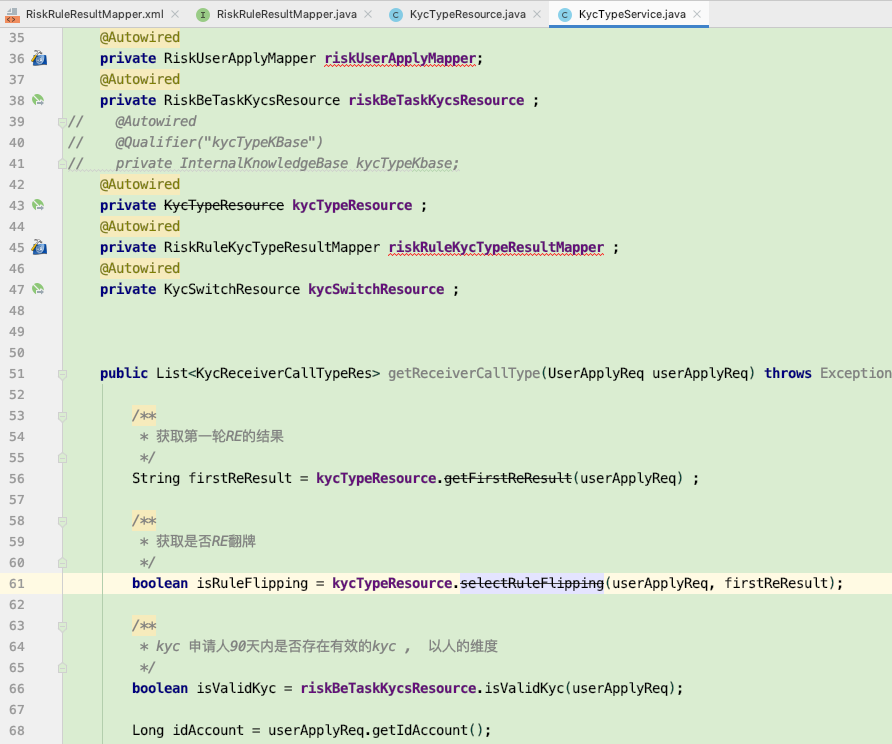 RiskRuleResultMapper.xml × RiskRuleResultMapper.java × KycTypeResource.java × KycTypeService.java ×
35 @Autowired
36 private RiskUserApplyMapper riskUserApplyMapper;
37 @Autowired
38 private RiskBeTaskKycsResource riskBeTaskKycsResource ;
39 // @Autowired
40 // @Qualifier("kycTypeKBase")
41 // private InternalKnowledgeBase kycTypeKbase;
42 @Autowired
43 private KycTypeResource kycTypeResource ;
44 @Autowired
45 private RiskRuleKycTypeResultMapper riskRuleKycTypeResultMapper ;
46 @Autowired
47 private KycSwitchResource kycSwitchResource ;
48
49
50
51 public List<KycReceiverCallTypeRes> getReceiverCallType(UserApplyReq userApplyReq) throws Exception
52
53 /**
54 * 获取第一轮RE的结果
55 */
56 String firstReResult = kycTypeResource.getFirstReResult(userApplyReq) ;
57
58 /**
59 * 获取是否RE翻牌
60 */
61 boolean isRuleFlipping = kycTypeResource.selectRuleFlipping(userApplyReq, firstReResult);
62
63 /**
64 * kyc 申请人90天内是否存在有效的kyc , 以人的维度
65 */
66 boolean isValidKyc = riskBeTaskKycsResource.isValidKyc(userApplyReq);
67
68 Long idAccount = userApplyReq.getIdAccount();